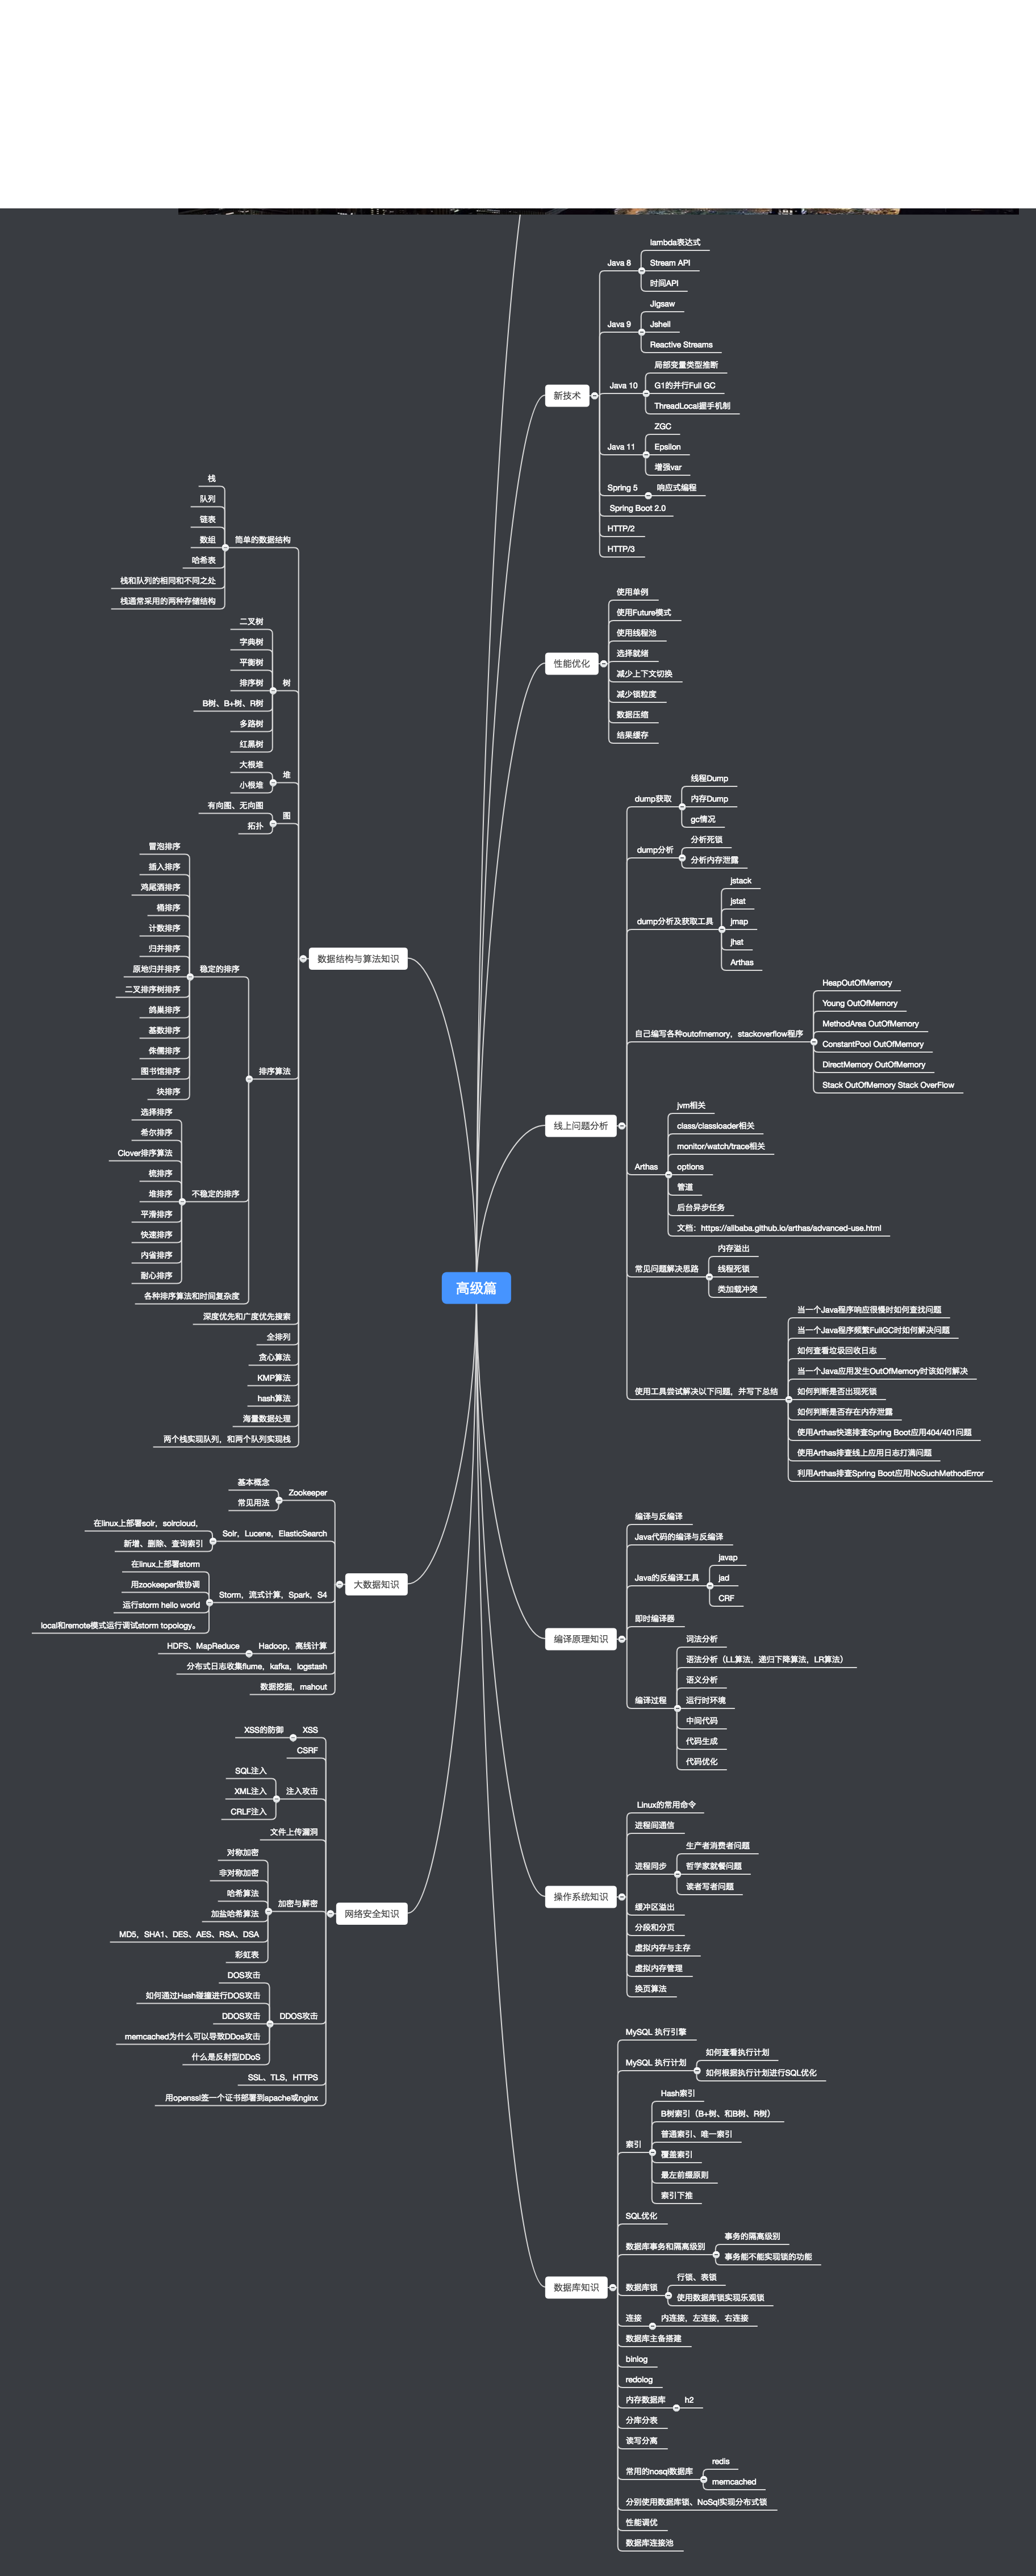 高级篇
新技术
Java 8
lambda表达式
Stream API
时间API
Java 9
Jigsaw
Jshell
Reactive Streams
Java 10
局部变量类型推断
G1的并行Full GC
ThreadLocal握手机制
Java 11
ZGC
Epsilon
增强var
Spring 5
响应式编程
Spring Boot 2.0
HTTP/2
HTTP/3
性能优化
使用单例
使用Future模式
使用线程池
选择就绪
减少上下文切换
减少锁粒度
数据压缩
结果缓存
线上问题分析
dump获取
线程Dump
内存Dump
gc情况
dump分析
分析死锁
分析内存泄露
dump分析及获取工具
jstack
jstat
jmap
jhat
Arthas
自己编写各种outofmemory，stackoverflow程序
HeapOutOfMemory
Young OutOfMemory
MethodArea OutOfMemory
ConstantPool OutOfMemory
DirectMemory OutOfMemory
Stack OutOfMemory Stack OverFlow
Arthas
jvm相关
class/classloader相关
monitor/watch/trace相关
options
管道
后台异步任务
文档：https://alibaba.github.io/arthas/advanced-use.html
常见问题解决思路
内存溢出
线程死锁
类加载冲突
使用工具尝试解决以下问题，并写下总结
当一个Java程序响应很慢时如何查找问题
当一个Java程序频繁FullGC时如何解决问题
如何查看垃圾回收日志
当一个Java应用发生OutOfMemory时该如何解决
如何判断是否出现死锁
如何判断是否存在内存泄露
使用Arthas快速排查Spring Boot应用404/401问题
使用Arthas排查线上应用日志打满问题
利用Arthas排查Spring Boot应用NoSuchMethodError
编译原理知识
编译与反编译
Java代码的编译与反编译
Java的反编译工具
javap
jad
CRF
即时编译器
编译过程
词法分析
语法分析（LL算法，递归下降算法，LR算法）
语义分析
运行时环境
中间代码
代码生成
代码优化
操作系统知识
Linux的常用命令
进程间通信
进程同步
生产者消费者问题
哲学家就餐问题
读者写者问题
缓冲区溢出
分段和分页
虚拟内存与主存
虚拟内存管理
换页算法
数据库知识
MySQL 执行引擎
MySQL 执行计划
如何查看执行计划
如何根据执行计划进行SQL优化
索引
Hash索引
B树索引（B+树、和B树、R树）
普通索引、唯一索引
覆盖索引
最左前缀原则
索引下推
SQL优化
数据库事务和隔离级别
事务的隔离级别
事务能不能实现锁的功能
数据库锁
行锁、表锁
使用数据库锁实现乐观锁
连接
内连接，左连接，右连接
数据库主备搭建
binlog
redolog
内存数据库
h2
分库分表
读写分离
常用的nosql数据库
redis
memcached
分别使用数据库锁、NoSql实现分布式锁
性能调优
数据库连接池
数据结构与算法知识
简单的数据结构
栈
队列
链表
数组
哈希表
栈和队列的相同和不同之处
栈通常采用的两种存储结构
树
二叉树
字典树
平衡树
排序树
B树、B+树、R树
多路树
红黑树
堆
大根堆
小根堆
图
有向图、无向图
拓扑
排序算法
稳定的排序
冒泡排序
插入排序
鸡尾酒排序
桶排序
计数排序
归并排序
原地归并排序
二叉排序树排序
鸽巢排序
基数排序
侏儒排序
图书馆排序
块排序
不稳定的排序
选择排序
希尔排序
Clover排序算法
梳排序
堆排序
平滑排序
快速排序
内省排序
耐心排序
各种排序算法和时间复杂度
深度优先和广度优先搜索
全排列
贪心算法
KMP算法
hash算法
海量数据处理
两个栈实现队列，和两个队列实现栈
大数据知识
Zookeeper
基本概念
常见用法
Solr，Lucene，ElasticSearch
在linux上部署solr，solrcloud，
新增、删除、查询索引
Storm，流式计算，Spark，S4
在linux上部署storm
用zookeeper做协调
运行storm hello world
local和remote模式运行调试storm topology。
Hadoop，离线计算
HDFS、MapReduce
分布式日志收集flume，kafka，logstash
数据挖掘，mahout
网络安全知识
XSS
XSS的防御
CSRF
注入攻击
SQL注入
XML注入
CRLF注入
文件上传漏洞
加密与解密
对称加密
非对称加密
哈希算法
加盐哈希算法
MD5，SHA1、DES、AES、RSA、DSA
彩虹表
DDOS攻击
DOS攻击
如何通过Hash碰撞进行DOS攻击
DDOS攻击
memcached为什么可以导致DDos攻击
什么是反射型DDoS
SSL、TLS，HTTPS
用openssl签一个证书部署到apache或nginx